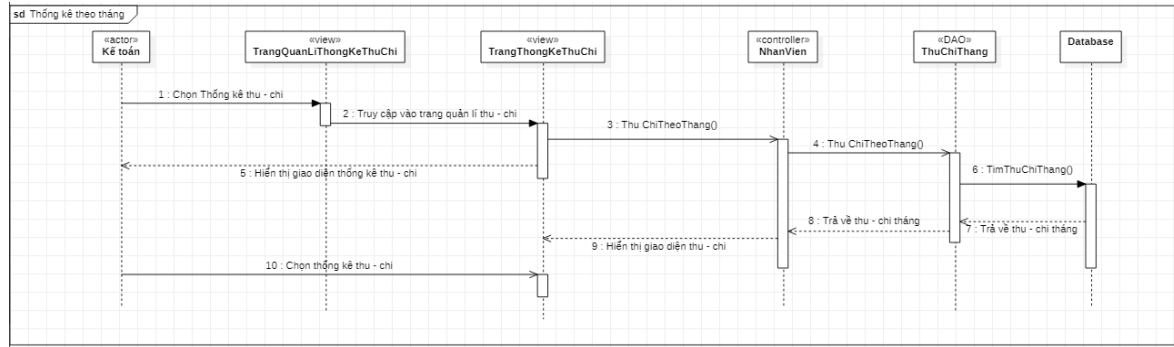 sd Thống kê theo tháng
«actor»
Kế toán
«view»
TrangQuanLiThongKeThuChi
«view»
TrangThongKeThuChi
«controller»
NhanVien
«DAO»
ThuChiThang
Database
1 : Chọn Thống kê thu - chi
2 : Truy cập vào trang quản lí thu - chi
3 : Thu ChiTheoThang()
4 : Thu ChiTheoThang()
5 : Hiển thị giao diện thống kê thu - chi
6 : TimThuChiThang()
8 : Trả về thu - chi tháng
7 : Trả về thu - chi tháng
9 : Hiển thị giao diện thu - chi
10 : Chọn thống kê thu - chi